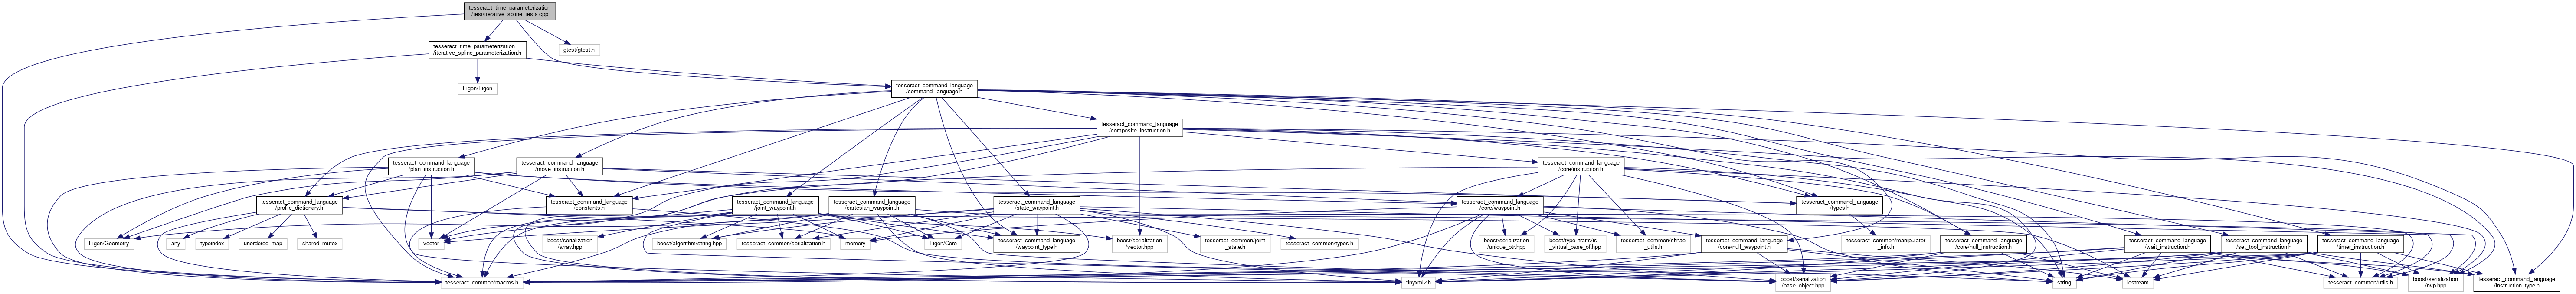 tesseract_time_parameterization
/test/iterative_spline_tests.cpp
tesseract_time_parameterization
/iterative_spline_parameterization.h
gtest/gtest.h
Eigen/Eigen
tesseract_command_language
/command_language.h
tesseract_command_language
/composite_instruction.h
tesseract_command_language
/plan_instruction.h
tesseract_command_language
/move_instruction.h
tesseract_command_language
/core/instruction.h
tesseract_command_language
/profile_dictionary.h
tesseract_command_language
/constants.h
tesseract_command_language
/joint_waypoint.h
tesseract_command_language
/cartesian_waypoint.h
tesseract_command_language
/state_waypoint.h
tesseract_command_language
/core/waypoint.h
tesseract_command_language
/types.h
Eigen/Geometry
any
typeindex
unordered_map
shared_mutex
vector
boost/serialization
/array.hpp
boost/algorithm/string.hpp
tesseract_common/serialization.h
memory
Eigen/Core
tesseract_command_language
/waypoint_type.h
boost/serialization
/vector.hpp
tesseract_common/joint
_state.h
tesseract_common/types.h
boost/serialization
/unique_ptr.hpp
boost/type_traits/is
_virtual_base_of.hpp
tesseract_common/sfinae
_utils.h
tesseract_command_language
/core/null_waypoint.h
tesseract_common/manipulator
_info.h
tesseract_command_language
/core/null_instruction.h
tesseract_command_language
/wait_instruction.h
tesseract_command_language
/set_tool_instruction.h
tesseract_command_language
/timer_instruction.h
tesseract_common/macros.h
tinyxml2.h
boost/serialization
/base_object.hpp
string
iostream
tesseract_common/utils.h
boost/serialization
/nvp.hpp
tesseract_command_language
/instruction_type.h